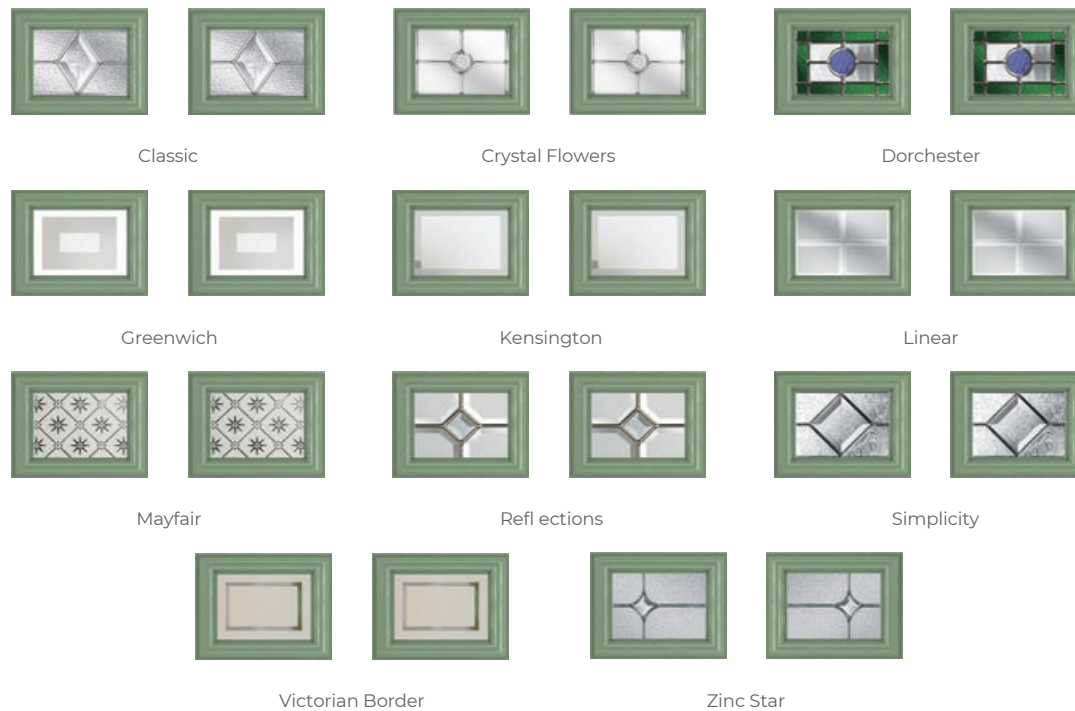 Classic
Crystal Flowers
Dorchester
Greenwich
Kensington
Linear
Mayfair
Refl ections
Simplicity
Victorian Border
Zinc Star